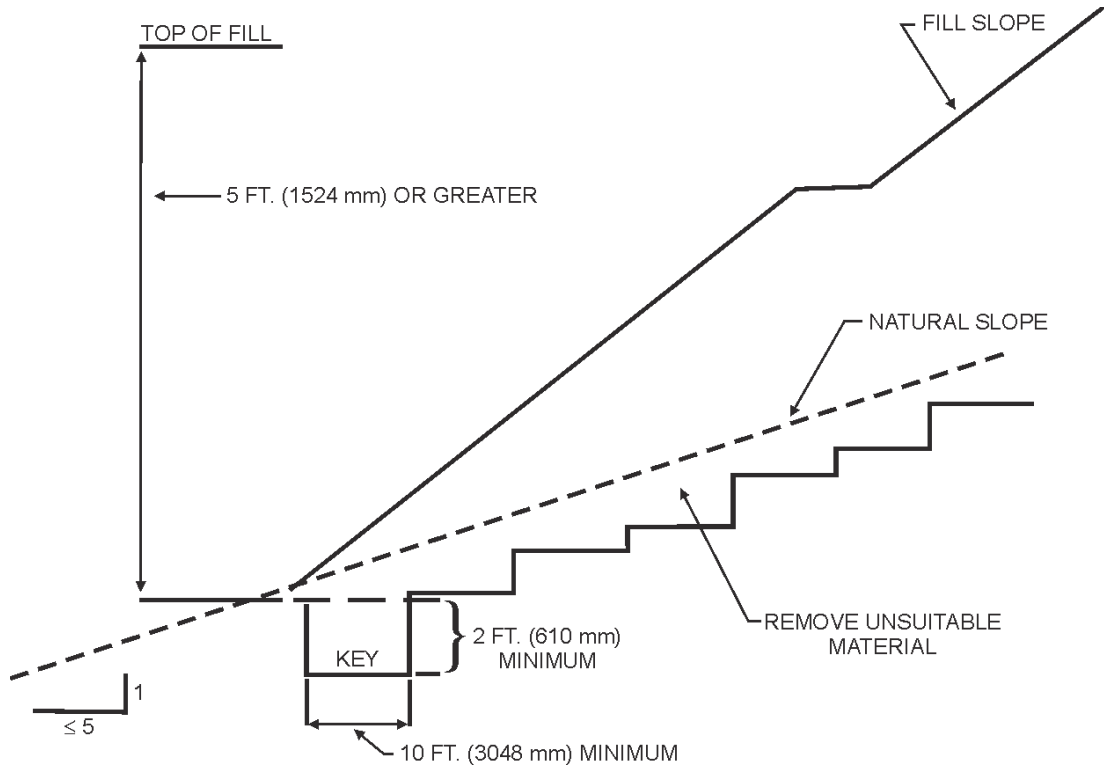 TOP OF FILL
FILL SLOPE
5 FT. (1524 mm) OR GREATER
NATURAL SLOPE
REMOVE UNSUITABLE
MATERIAL
2 FT. (610 mm)
MINIMUM
KEY
1
≤ 5
10 FT. (3048 mm) MINIMUM